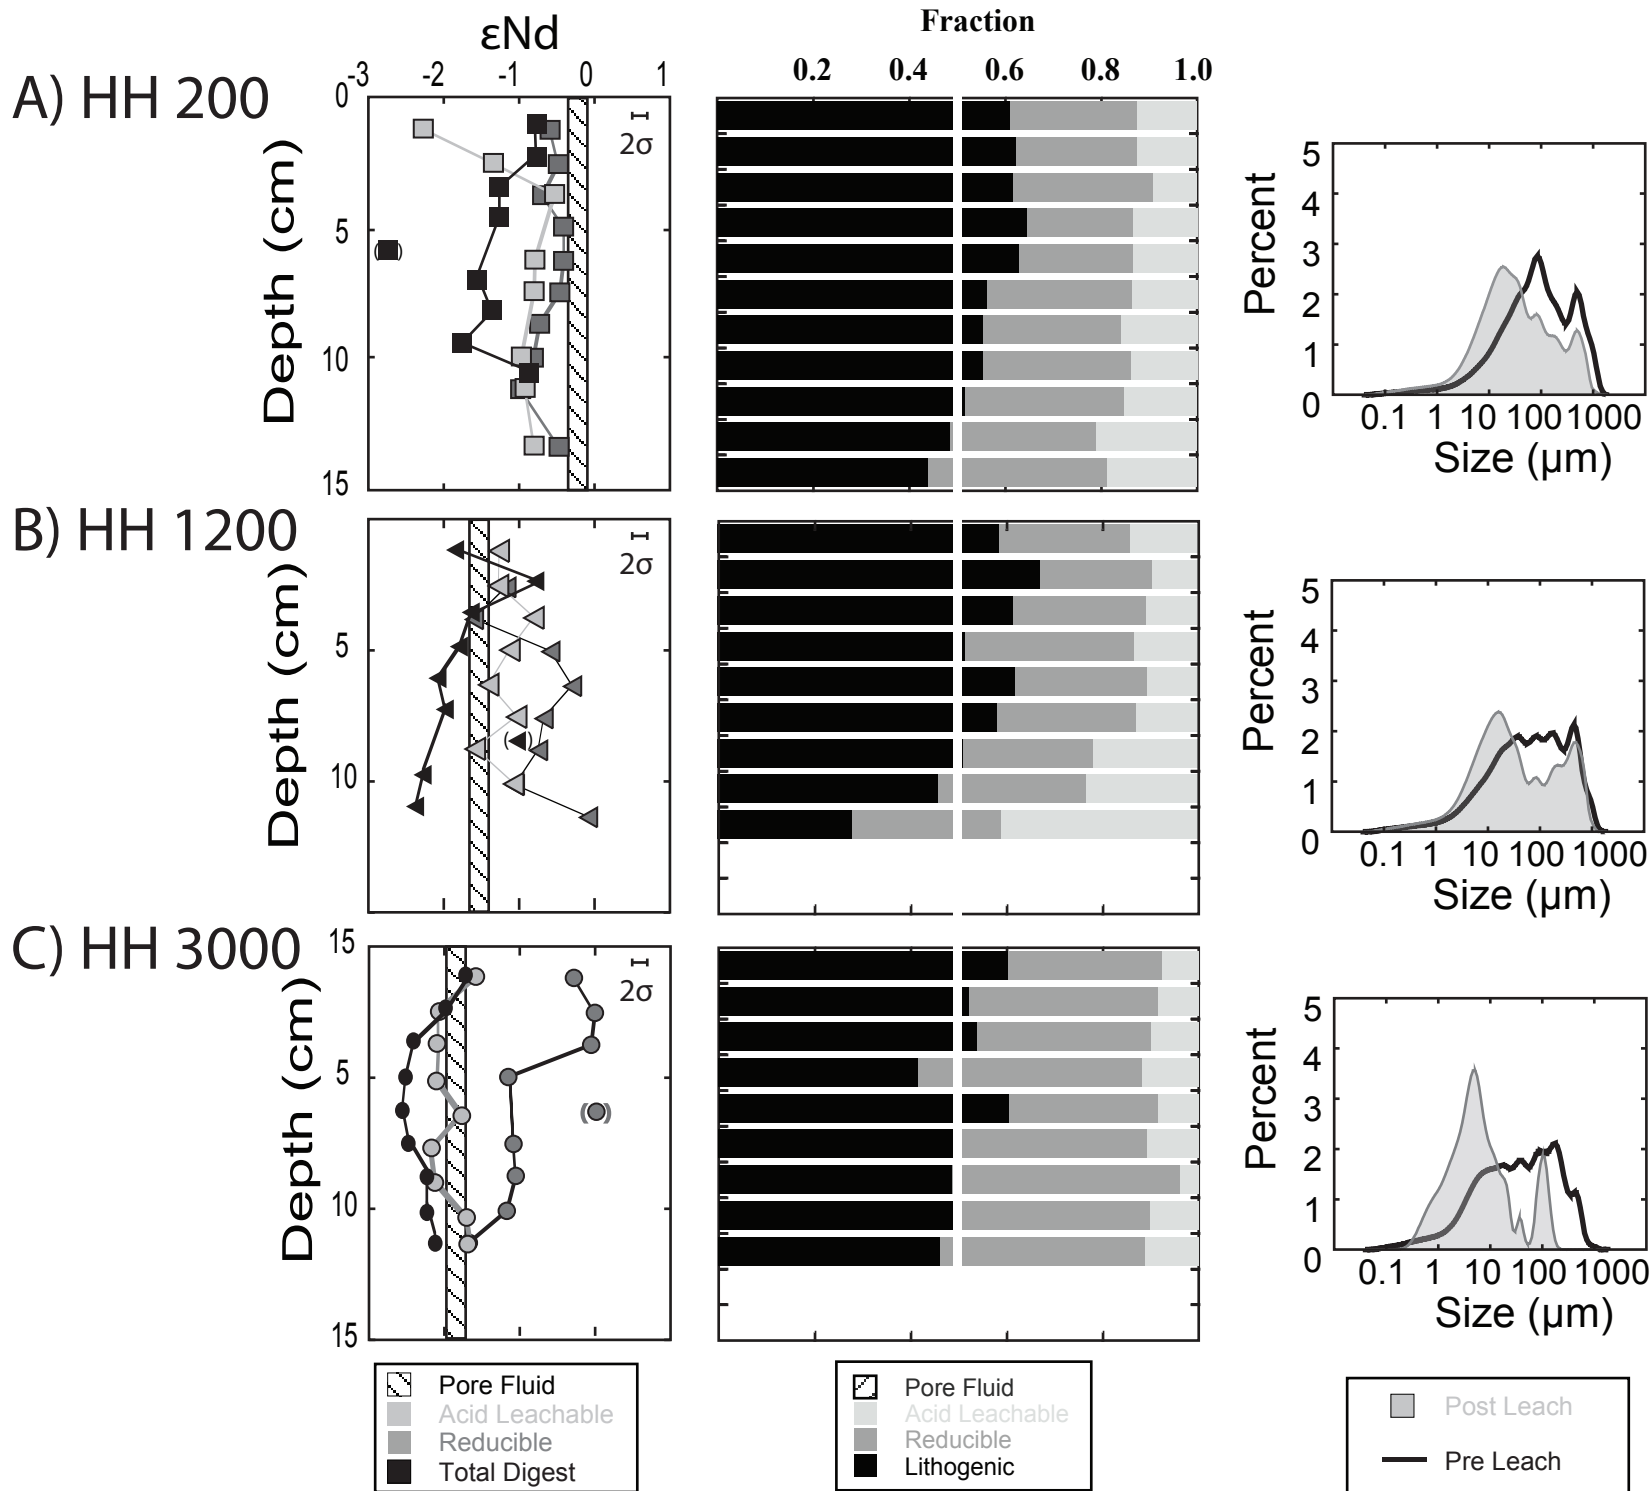 εNd
Fraction
-3 -2 -1 0 1
0.2 0.4 0.6 0.8 1.0
A) HH 200
0
5
10
15
Depth (cm)
2σ
Percent
5
4
3
2
1
0
0.1 1 10 100 1000
Size (μm)
B) HH 1200
5
10
15
Depth (cm)
2σ
Percent
5
4
3
2
1
0
0.1 1 10 100 1000
Size (μm)
C) HH 3000
5
10
15
Depth (cm)
2σ
( )
Percent
5
4
3
2
1
0
0.1 1 10 100 1000
Size (μm)
Pore Fluid
Acid Leachable
Reducible
Total Digest
Pore Fluid
Acid Leachable
Reducible
Lithogenic
Post Leach
Pre Leach